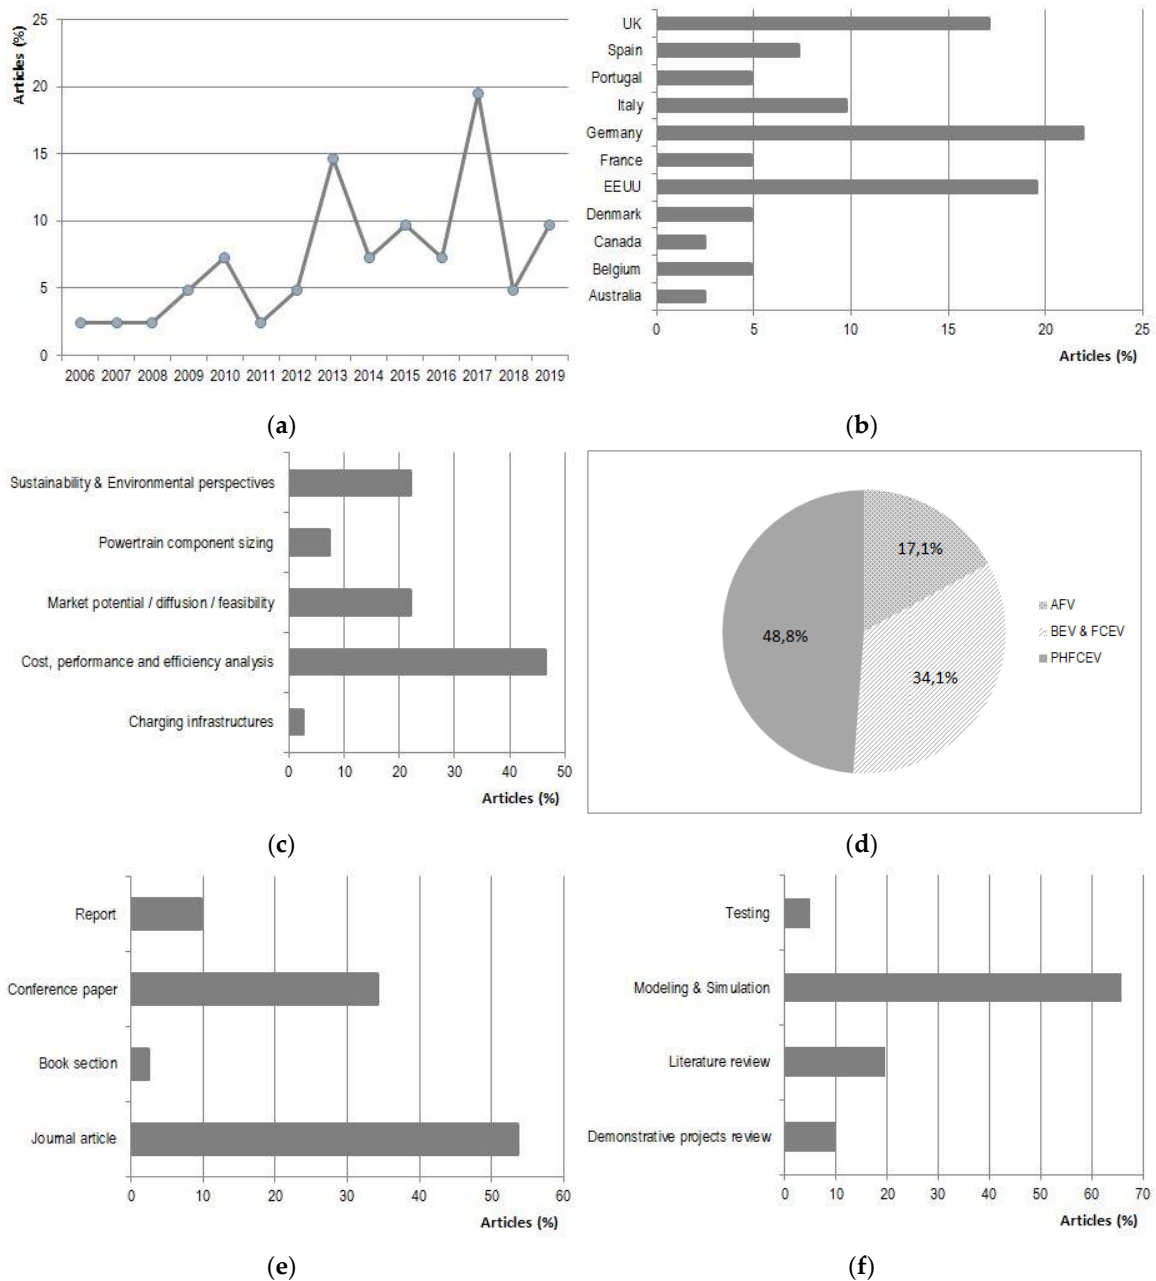 Articles (%)
25
20
15
10
5
0
2006 2007 2008 2009 2010 2011 2012 2013 2014 2015 2016 2017 2018 2019
(a)
UK
Spain
Portugal
Italy
Germany
France
EEUU
Denmark
Canada
Belgium
Australia
0 5 10 15 20 25
Articles (%)
(b)
Sustainability & Environmental perspectives
Powertrain component sizing
Market potential / diffusion / feasibility
Cost, performance and efficiency analysis
Charging infrastructures
0 10 20 30 40 50
Articles (%)
(c)
17,1%
48,8%
34,1%
AFV
BEV & FCEV
PHFCEV
(d)
Report
Conference paper
Book section
Journal article
0 10 20 30 40 50 60
Articles (%)
(e)
Testing
Modeling & Simulation
Literature review
Demonstrative projects review
0 10 20 30 40 50 60 70
Articles (%)
(f)